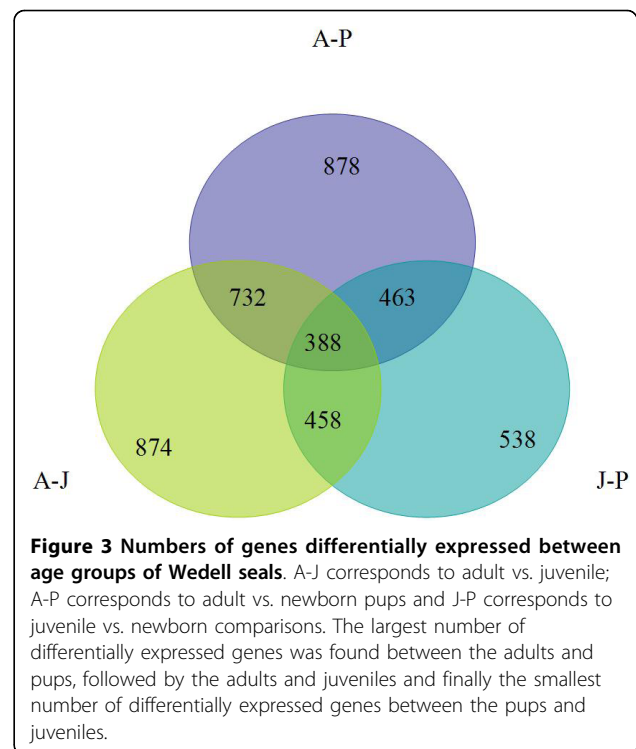 A-P
878
732
463
388
458
874
538
A-J
J-P
Figure 3 Numbers of genes differentially expressed between
age groups of Wedell seals. A-J corresponds to adult vs. juvenile;
A-P corresponds to adult vs. newborn pups and J-P corresponds to
juvenile vs. newborn comparisons. The largest number of
differentially expressed genes was found between the adults and
pups, followed by the adults and juveniles and finally the smallest
number of differentially expressed genes between the pups and
juveniles.